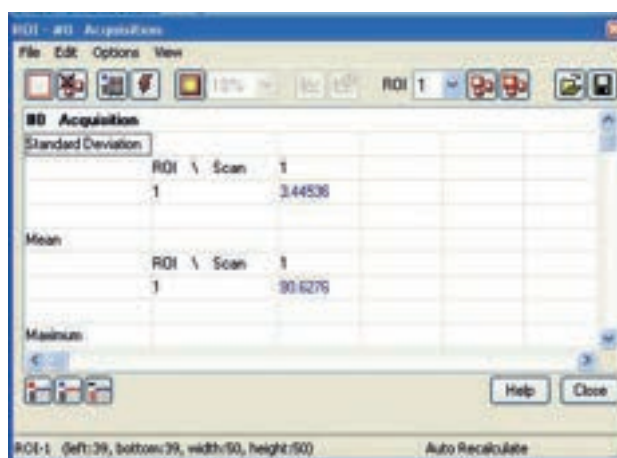 ROI - #0 Acquisition
File Edit Options View
10% ROI 1
#0 Acquisition
Standard Deviation
ROI \ Scan 1
1 3.44536
Mean
ROI \ Scan 1
1 90.6276
Maximum
Help Close
ROI-1 (left:39, bottom:39, width:50, height:50) Auto Recalculate